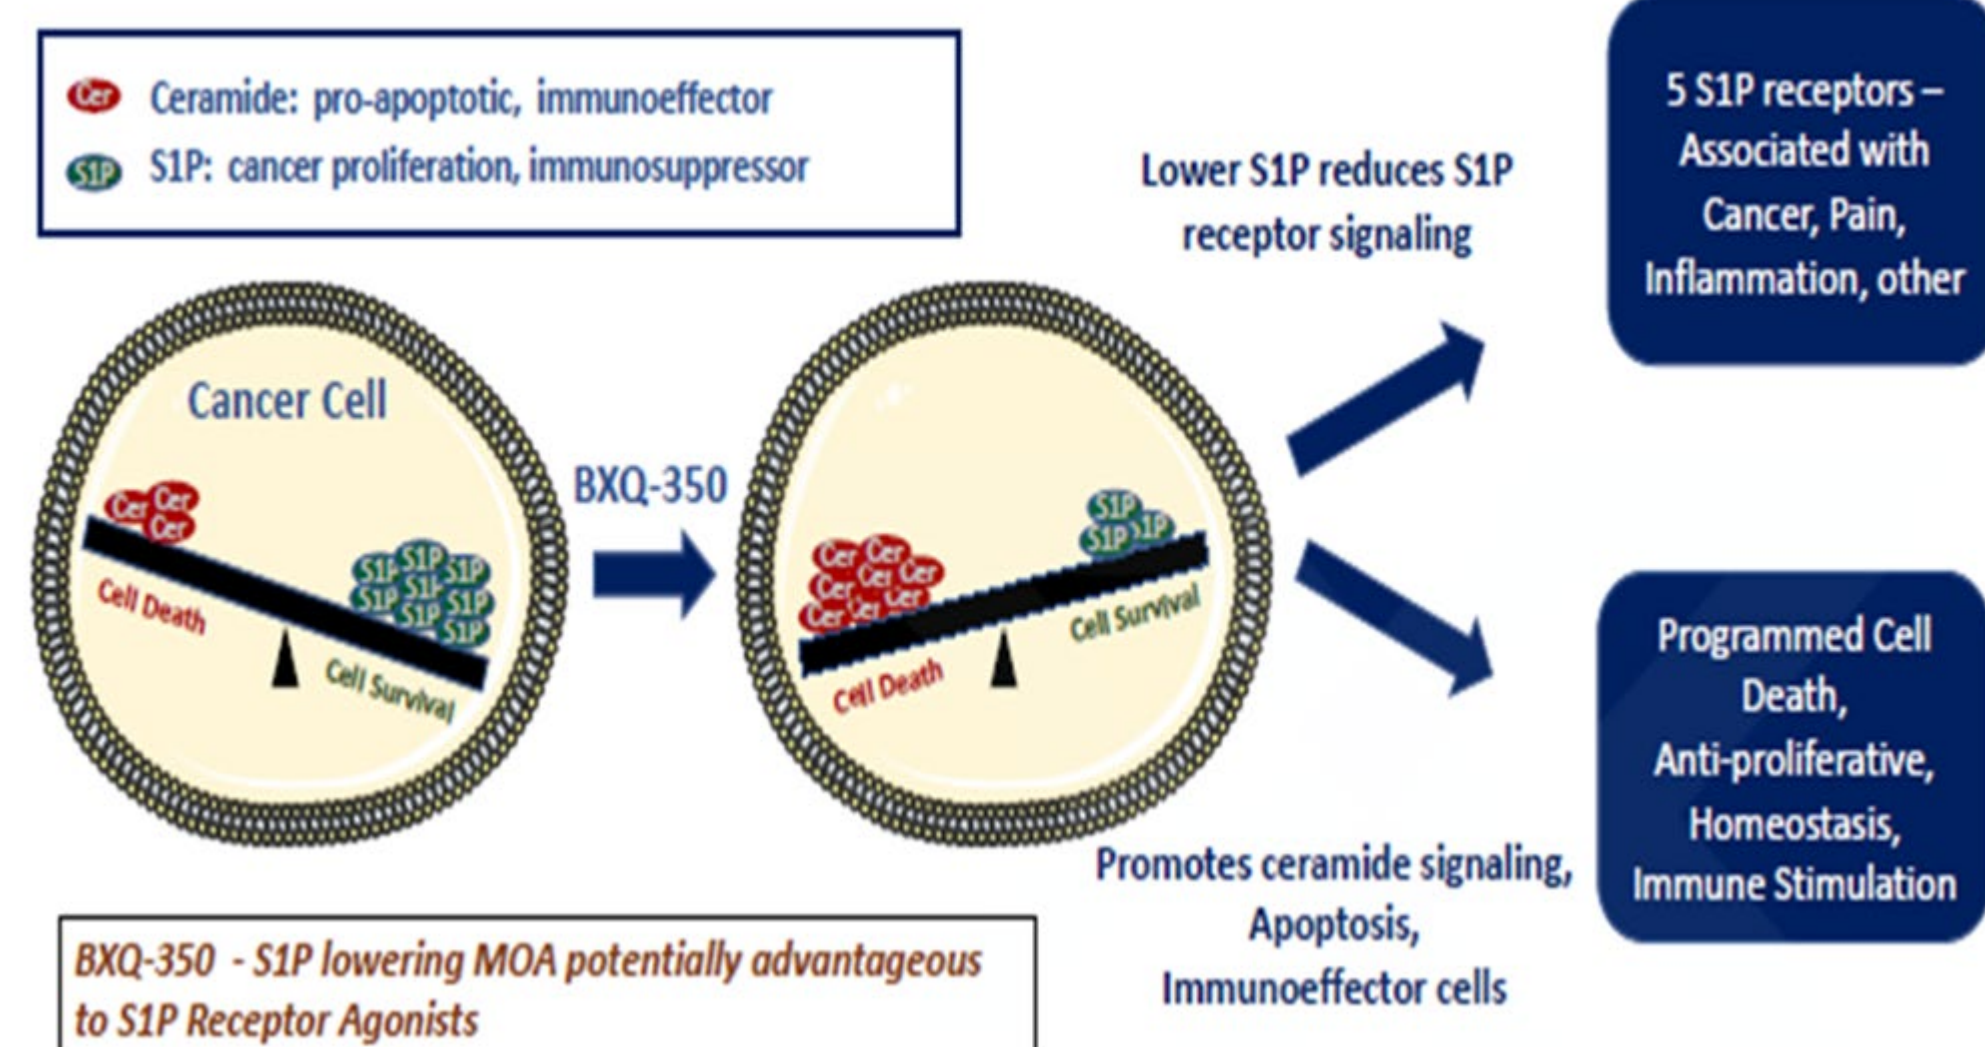 Cer Ceramide: pro-apoptotic, immunoeffector
S1P S1P: cancer proliferation, immunosuppressor
Lower S1P reduces S1P
receptor signaling
5 S1P receptors –
Associated with
Cancer, Pain,
Inflammation, other
Cancer Cell
Cer Cer
Cer
S1P S1P S1P
S1P S1P S1P
S1P S1P
Cell Death
Cell Survival
BXQ-350
Cer Cer
Cer Cer Cer
Cer Cer Cer
S1P
S1P S1P
Cell Death
Cell Survival
Programmed Cell
Death,
Anti-proliferative,
Homeostasis,
Immune Stimulation
Promotes ceramide signaling,
Apoptosis,
Immunoeffector cells
BXQ-350 - S1P lowering MOA potentially advantageous
to S1P Receptor Agonists